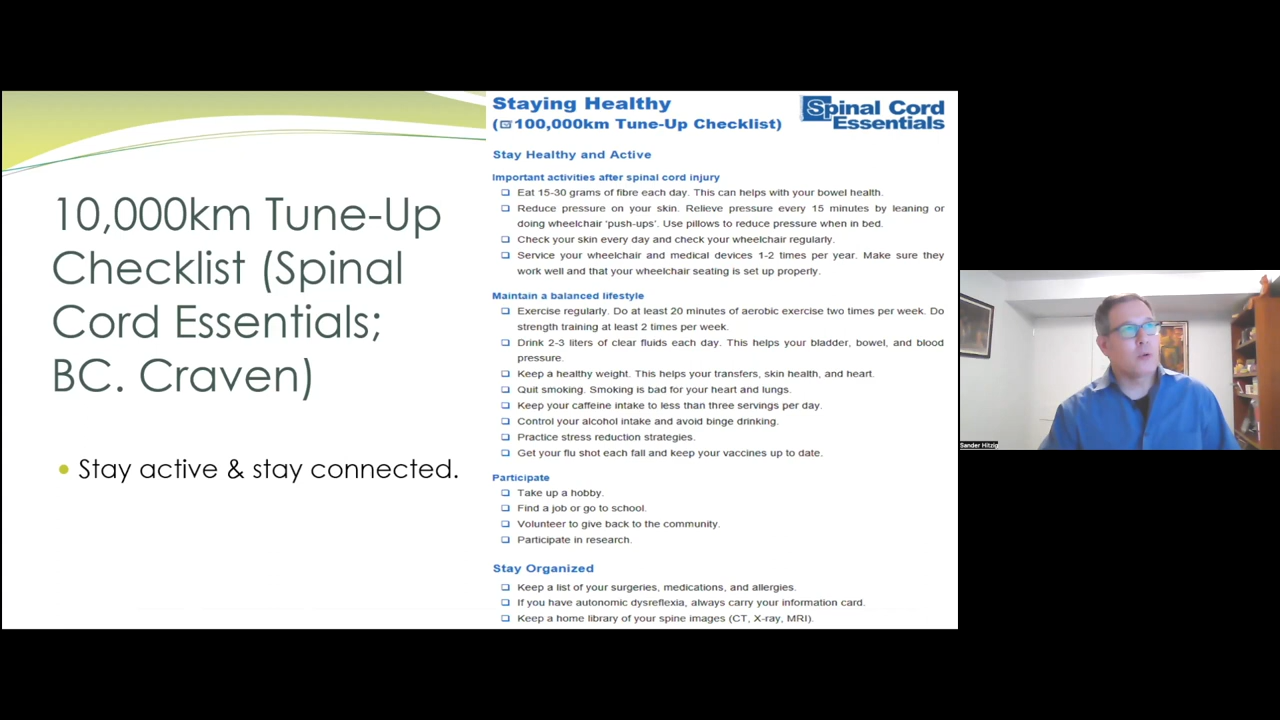 10,000km Tune-Up
Checklist (Spinal
Cord Essentials;
BC. Craven)
Stay active & stay connected.
Staying Healthy
(☑100,000km Tune-Up Checklist)
Spinal Cord
Essentials
Stay Healthy and Active
Important activities after spinal cord injury
❑ Eat 15-30 grams of fibre each day. This can helps with your bowel health.
❑ Reduce pressure on your skin. Relieve pressure every 15 minutes by leaning or
doing wheelchair 'push-ups'. Use pillows to reduce pressure when in bed.
❑ Check your skin every day and check your wheelchair regularly.
❑ Service your wheelchair and medical devices 1-2 times per year. Make sure they
work well and that your wheelchair seating is set up properly.
Maintain a balanced lifestyle
❑ Exercise regularly. Do at least 20 minutes of aerobic exercise two times per week. Do
strength training at least 2 times per week.
❑ Drink 2-3 liters of clear fluids each day. This helps your bladder, bowel, and blood
pressure.
❑ Keep a healthy weight. This helps your transfers, skin health, and heart.
❑ Quit smoking. Smoking is bad for your heart and lungs.
❑ Keep your caffeine intake to less than three servings per day.
❑ Control your alcohol intake and avoid binge drinking.
❑ Practice stress reduction strategies.
❑ Get your flu shot each fall and keep your vaccines up to date.
Participate
❑ Take up a hobby.
❑ Find a job or go to school.
❑ Volunteer to give back to the community.
❑ Participate in research.
Stay Organized
❑ Keep a list of your surgeries, medications, and allergies.
❑ If you have autonomic dysreflexia, always carry your information card.
❑ Keep a home library of your spine images (CT, X-ray, MRI).
Sander Hitzig